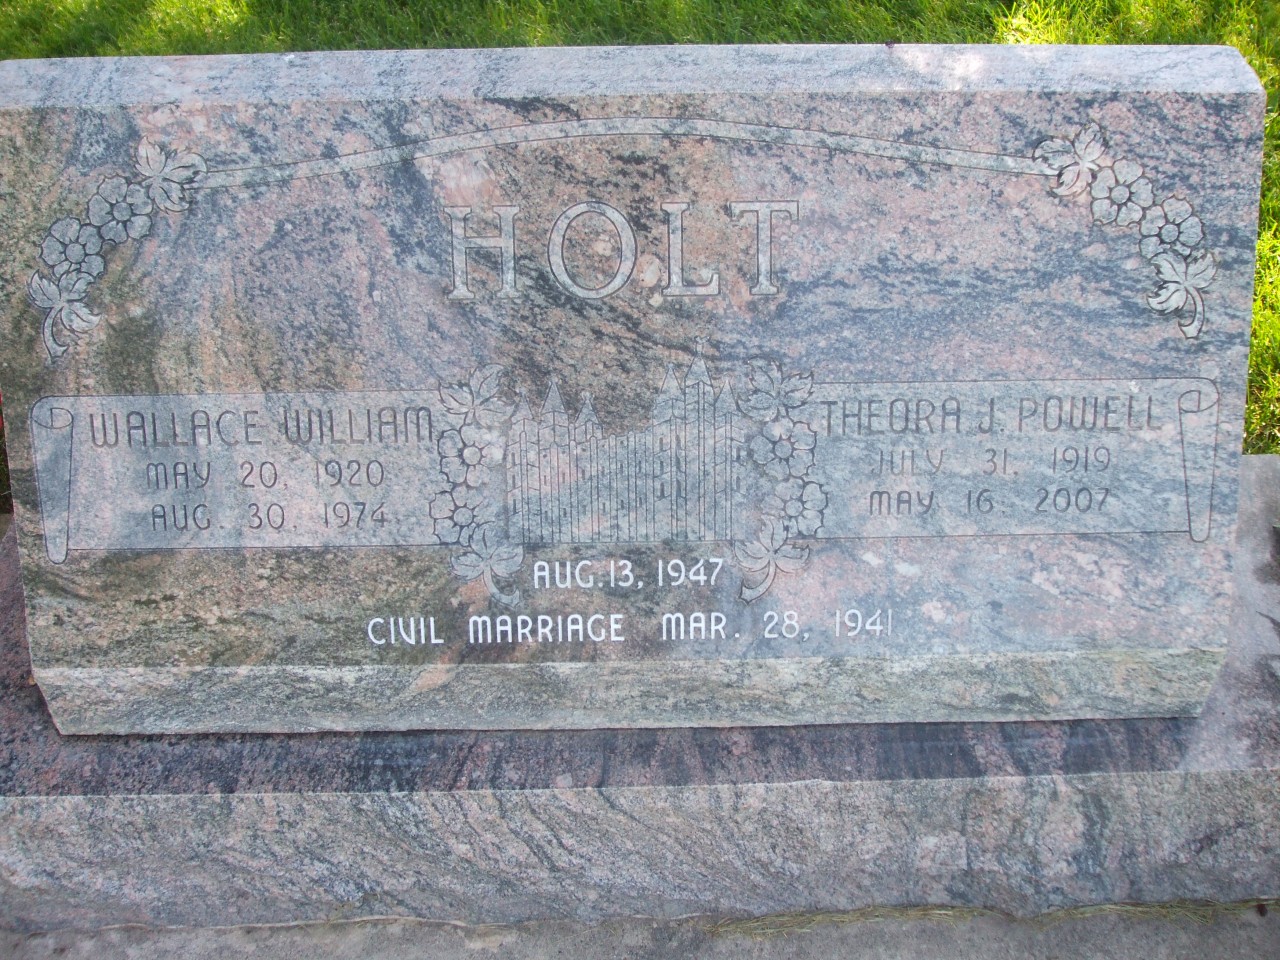 HOLT
WALLACE WILLIAM
MAY 20, 1920
AUG. 30, 1974
THEORA J. POWELL
JULY 31, 1919
MAY 16, 2007
AUG. 13, 1947
CIVIL MARRIAGE MAR. 28, 1941